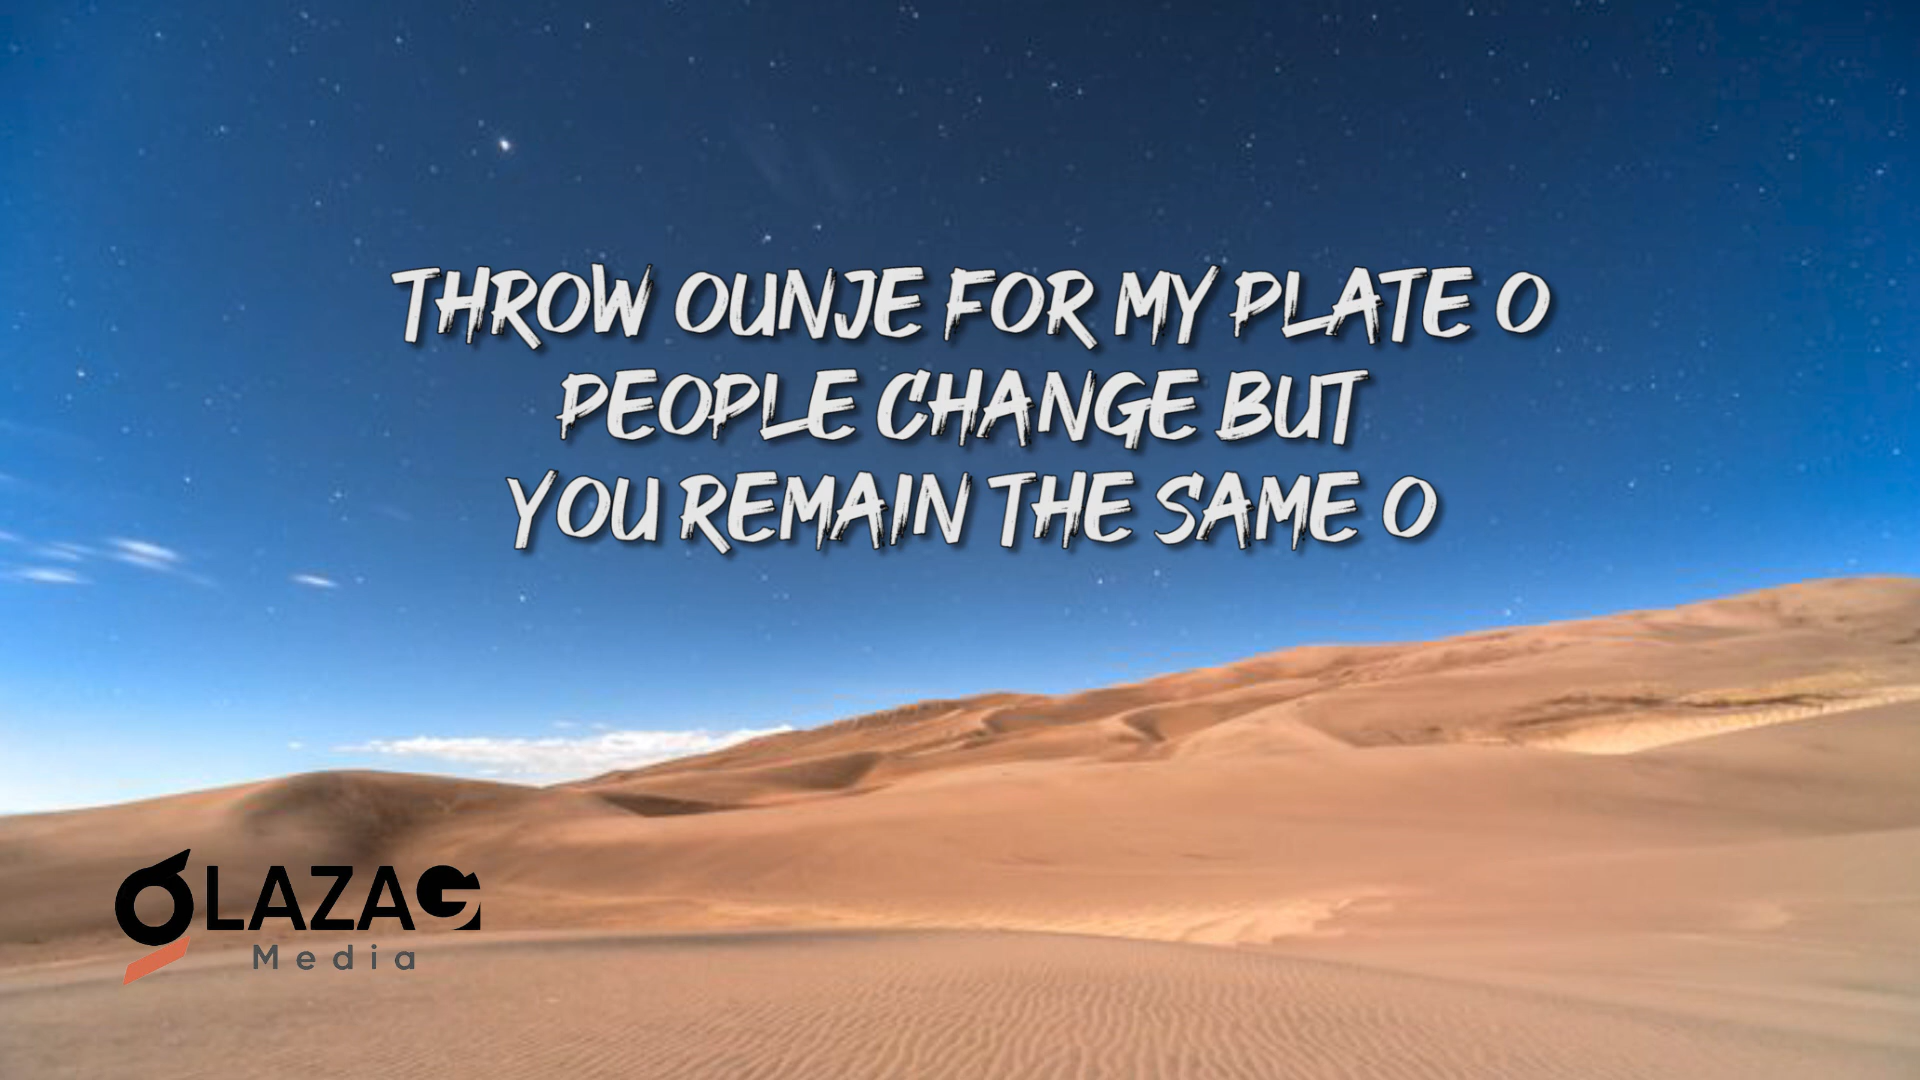 THROW OUNJE FOR MY PLATE O
PEOPLE CHANGE BUT
YOU REMAIN THE SAME O
OLAZAG
Media